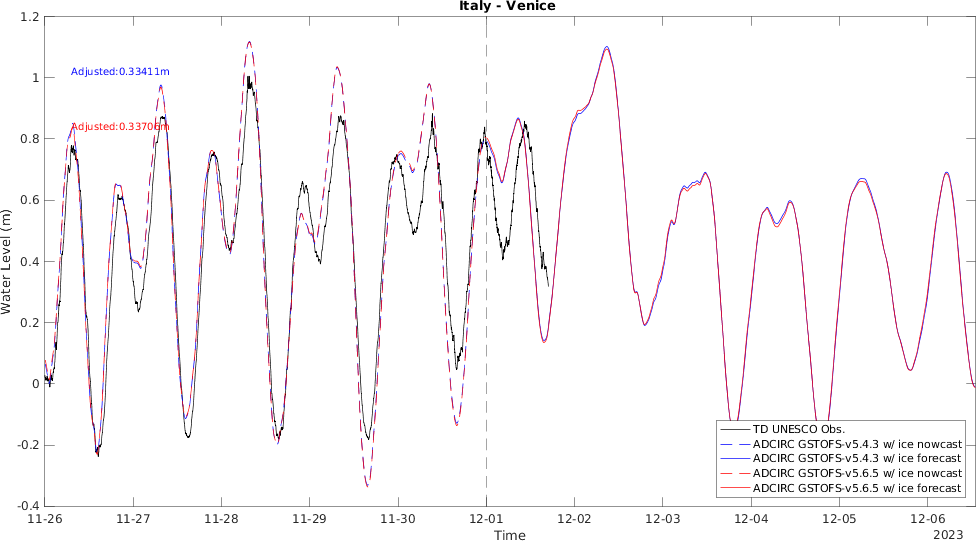 Italy - Venice
Adjusted:0.33411m
Adjusted:0.33706m
Water Level (m)
1.2
1
0.8
0.6
0.4
0.2
0
-0.2
-0.4
TD UNESCO Obs.
ADCIRC GSTOFS-v5.4.3 w/ ice nowcast
ADCIRC GSTOFS-v5.4.3 w/ ice forecast
ADCIRC GSTOFS-v5.6.5 w/ ice nowcast
ADCIRC GSTOFS-v5.6.5 w/ ice forecast
11-26 11-27 11-28 11-29 11-30 12-01 12-02 12-03 12-04 12-05 12-06
Time
2023